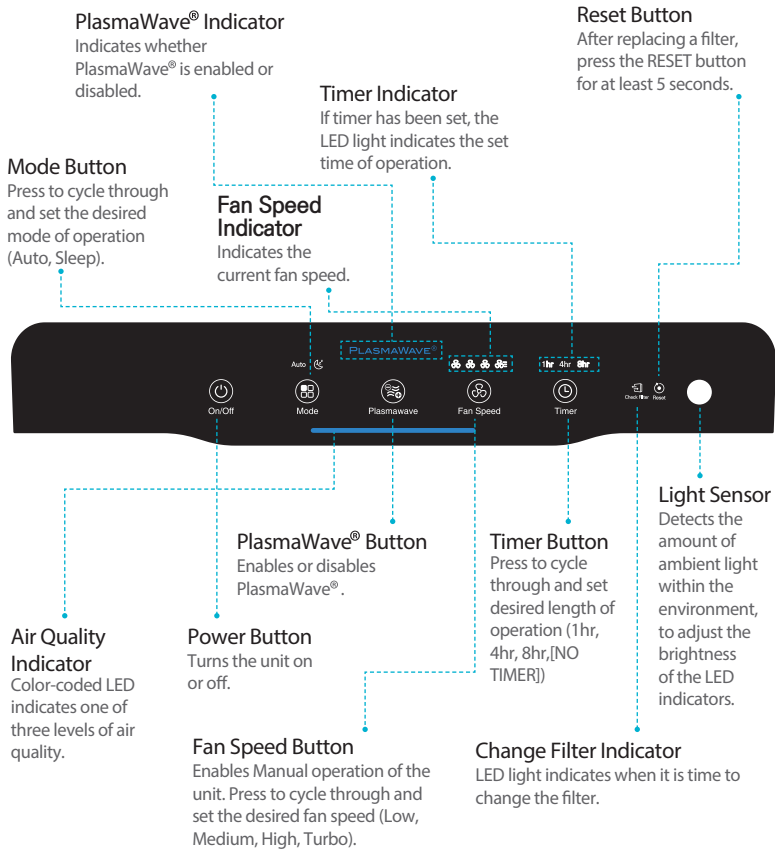 PlasmaWave® Indicator
Indicates whether
PlasmaWave® is enabled or
disabled.
Reset Button
After replacing a filter,
press the RESET button
for at least 5 seconds.
Timer Indicator
If timer has been set, the
LED light indicates the set
time of operation.
Mode Button
Press to cycle through
and set the desired
mode of operation
(Auto, Sleep).
Fan Speed
Indicator
Indicates the
current fan speed.
PLASMAWAVE®
Auto
1hr 4hr 8hr
On/Off
Mode
Plasmawave
Fan Speed
Timer
Check Filter
Reset
Light Sensor
Detects the
amount of
ambient light
within the
environment,
to adjust the
brightness
of the LED
indicators.
PlasmaWave® Button
Enables or disables
PlasmaWave® .
Timer Button
Press to cycle
through and set
desired length of
operation (1hr,
4hr, 8hr,[NO
TIMER])
Air Quality
Indicator
Color-coded LED
indicates one of
three levels of air
quality.
Power Button
Turns the unit on
or off.
Fan Speed Button
Enables Manual operation of the
unit. Press to cycle through and
set the desired fan speed (Low,
Medium, High, Turbo).
Change Filter Indicator
LED light indicates when it is time to
change the filter.